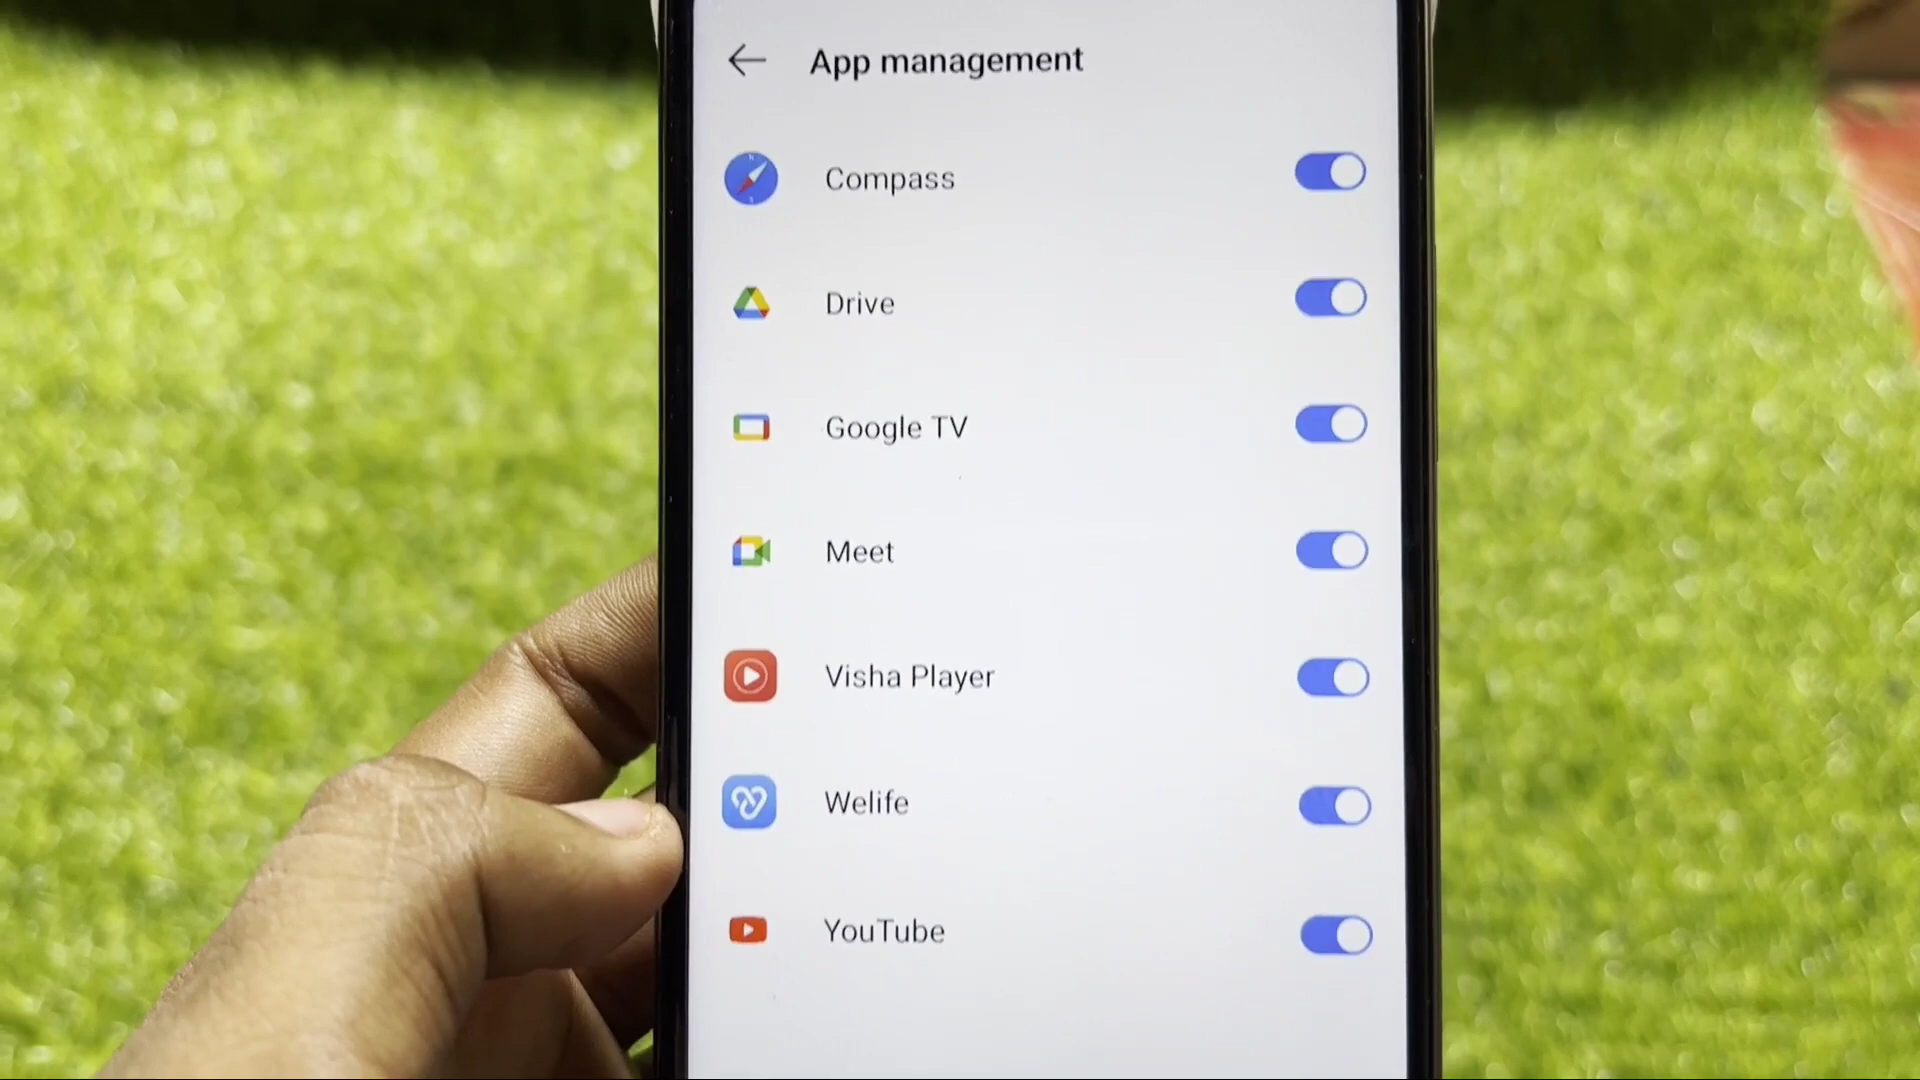 App management
Compass
Drive
Google TV
Meet
Visha Player
Welife
YouTube